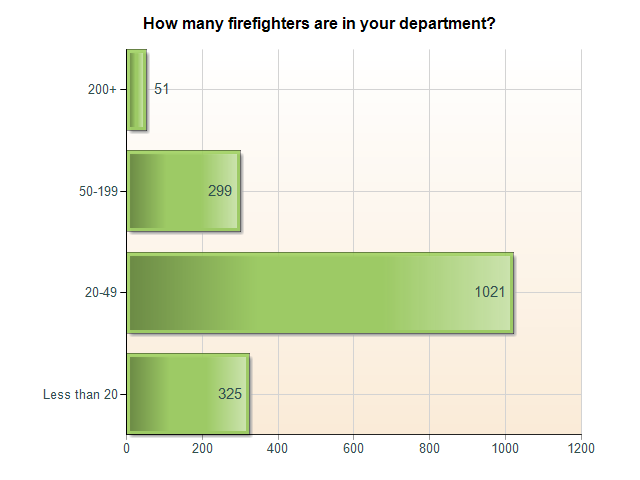 How many firefighters are in your department?
200+ 51
50-199 299
20-49 1021
Less than 20 325
0 200 400 600 800 1000 1200